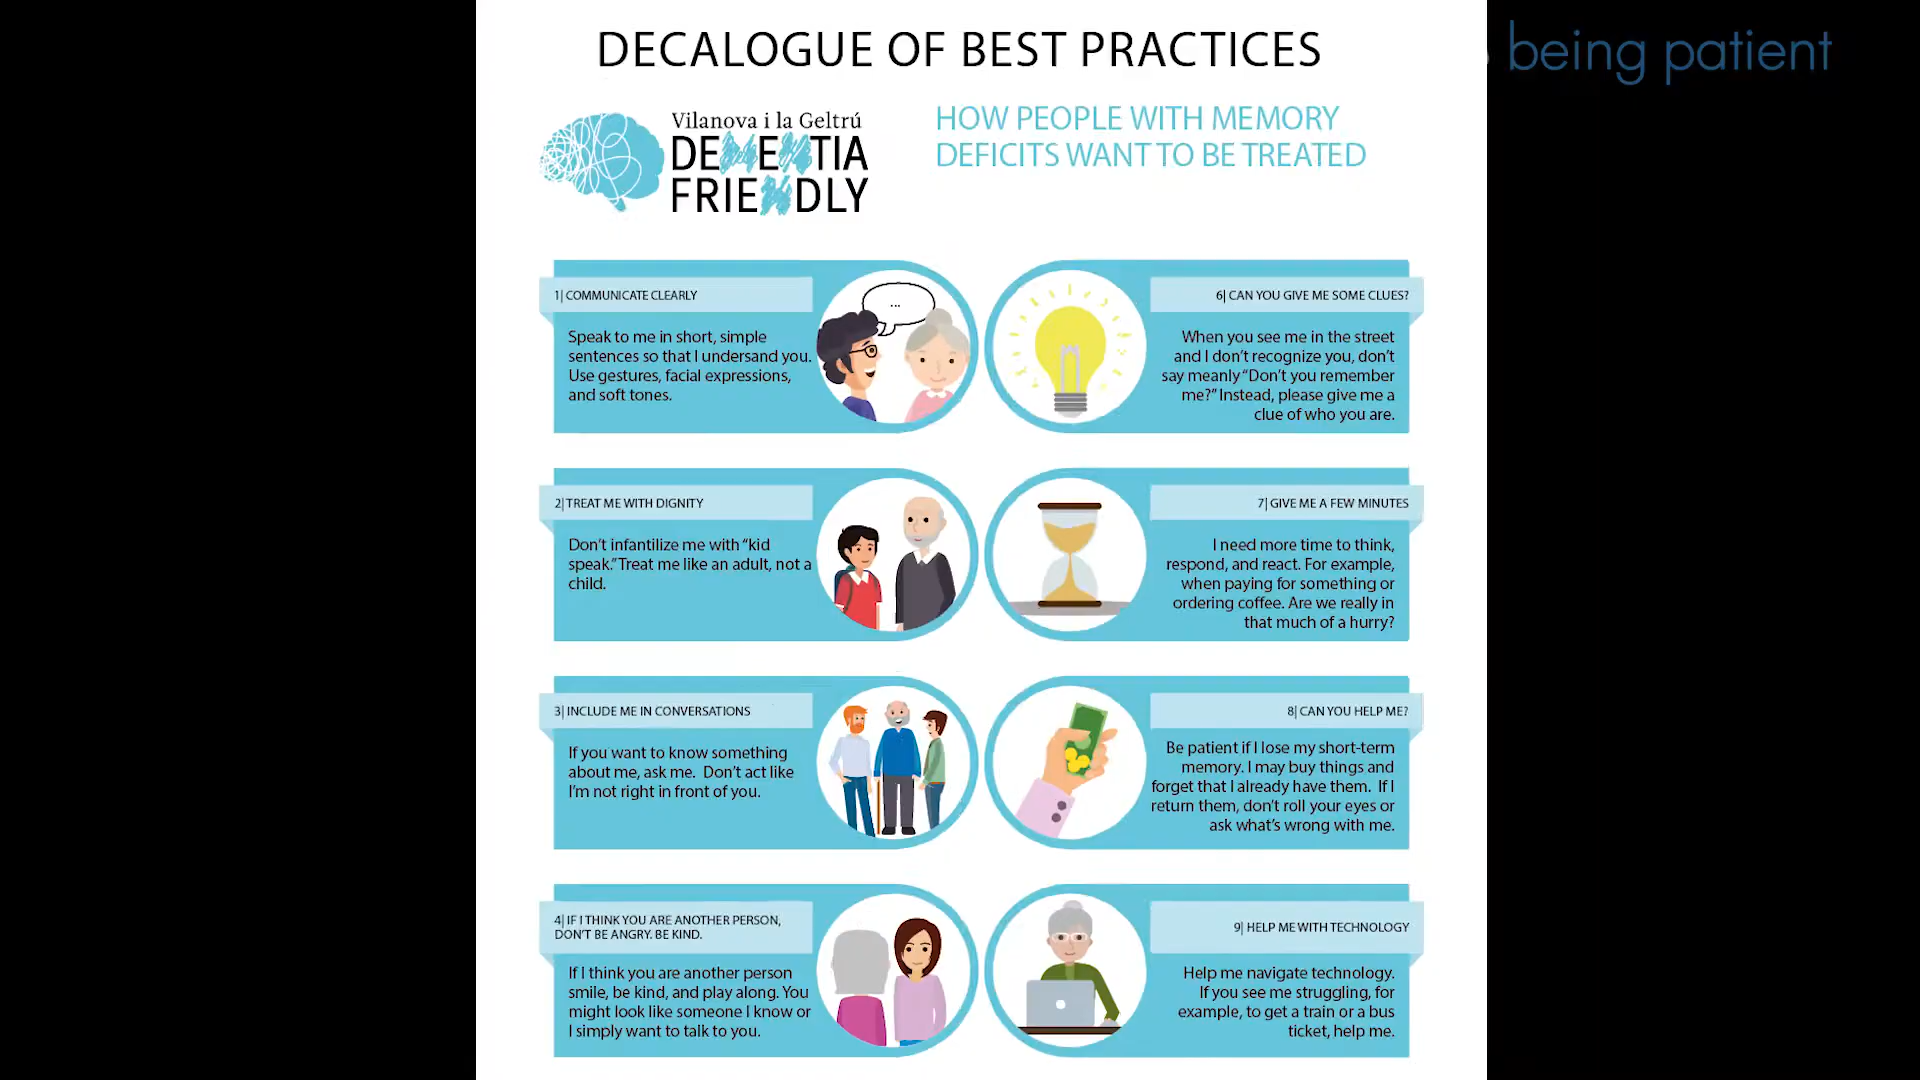 DECALOGUE OF BEST PRACTICES
being patient
Vilanova i la Geltrú
DEMENTIA
FRIENDLY
HOW PEOPLE WITH MEMORY
DEFICITS WANT TO BE TREATED
1| COMMUNICATE CLEARLY
Speak to me in short, simple
sentences so that I undersand you.
Use gestures, facial expressions,
and soft tones.
...
2| TREAT ME WITH DIGNITY
Don't infantilize me with “kid
speak.” Treat me like an adult, not a
child.
3| INCLUDE ME IN CONVERSATIONS
If you want to know something
about me, ask me. Don't act like
I'm not right in front of you.
4| IF I THINK YOU ARE ANOTHER PERSON,
DON'T BE ANGRY. BE KIND.
If I think you are another person
smile, be kind, and play along. You
might look like someone I know or
I simply want to talk to you.
6| CAN YOU GIVE ME SOME CLUES?
When you see me in the street
and I don't recognize you, don't
say meanly “Don't you remember
me?” Instead, please give me a
clue of who you are.
7| GIVE ME A FEW MINUTES
I need more time to think,
respond, and react. For example,
when paying for something or
ordering coffee. Are we really in
that much of a hurry?
8| CAN YOU HELP ME?
Be patient if I lose my short-term
memory. I may buy things and
forget that I already have them. If I
return them, don't roll your eyes or
ask what's wrong with me.
9| HELP ME WITH TECHNOLOGY
Help me navigate technology.
If you see me struggling, for
example, to get a train or a bus
ticket, help me.